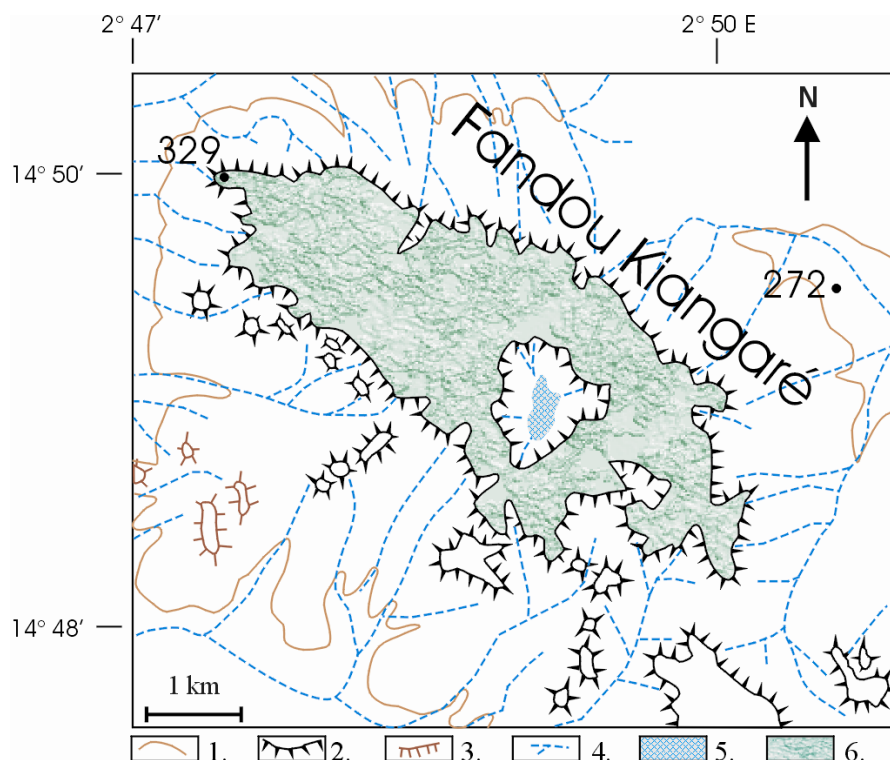 2° 47′
2° 50 E
N
329
14° 50′
Fandou Kiangaré
272
14° 48′
1 km
1.
2.
3.
4.
5.
6.